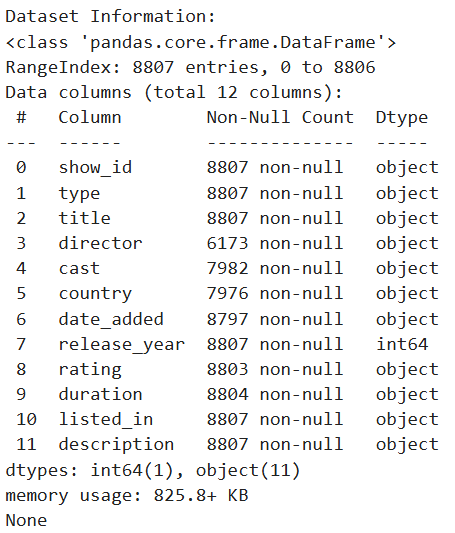 Dataset Information:
<class 'pandas.core.frame.DataFrame'>
RangeIndex: 8807 entries, 0 to 8806
Data columns (total 12 columns):
 #   Column        Non-Null Count  Dtype
---  ------        --------------  -----
 0   show_id       8807 non-null   object
 1   type          8807 non-null   object
 2   title         8807 non-null   object
 3   director      6173 non-null   object
 4   cast          7982 non-null   object
 5   country       7976 non-null   object
 6   date_added    8797 non-null   object
 7   release_year  8807 non-null   int64
 8   rating        8803 non-null   object
 9   duration      8804 non-null   object
 10  listed_in     8807 non-null   object
 11  description   8807 non-null   object
dtypes: int64(1), object(11)
memory usage: 825.8+ KB
None